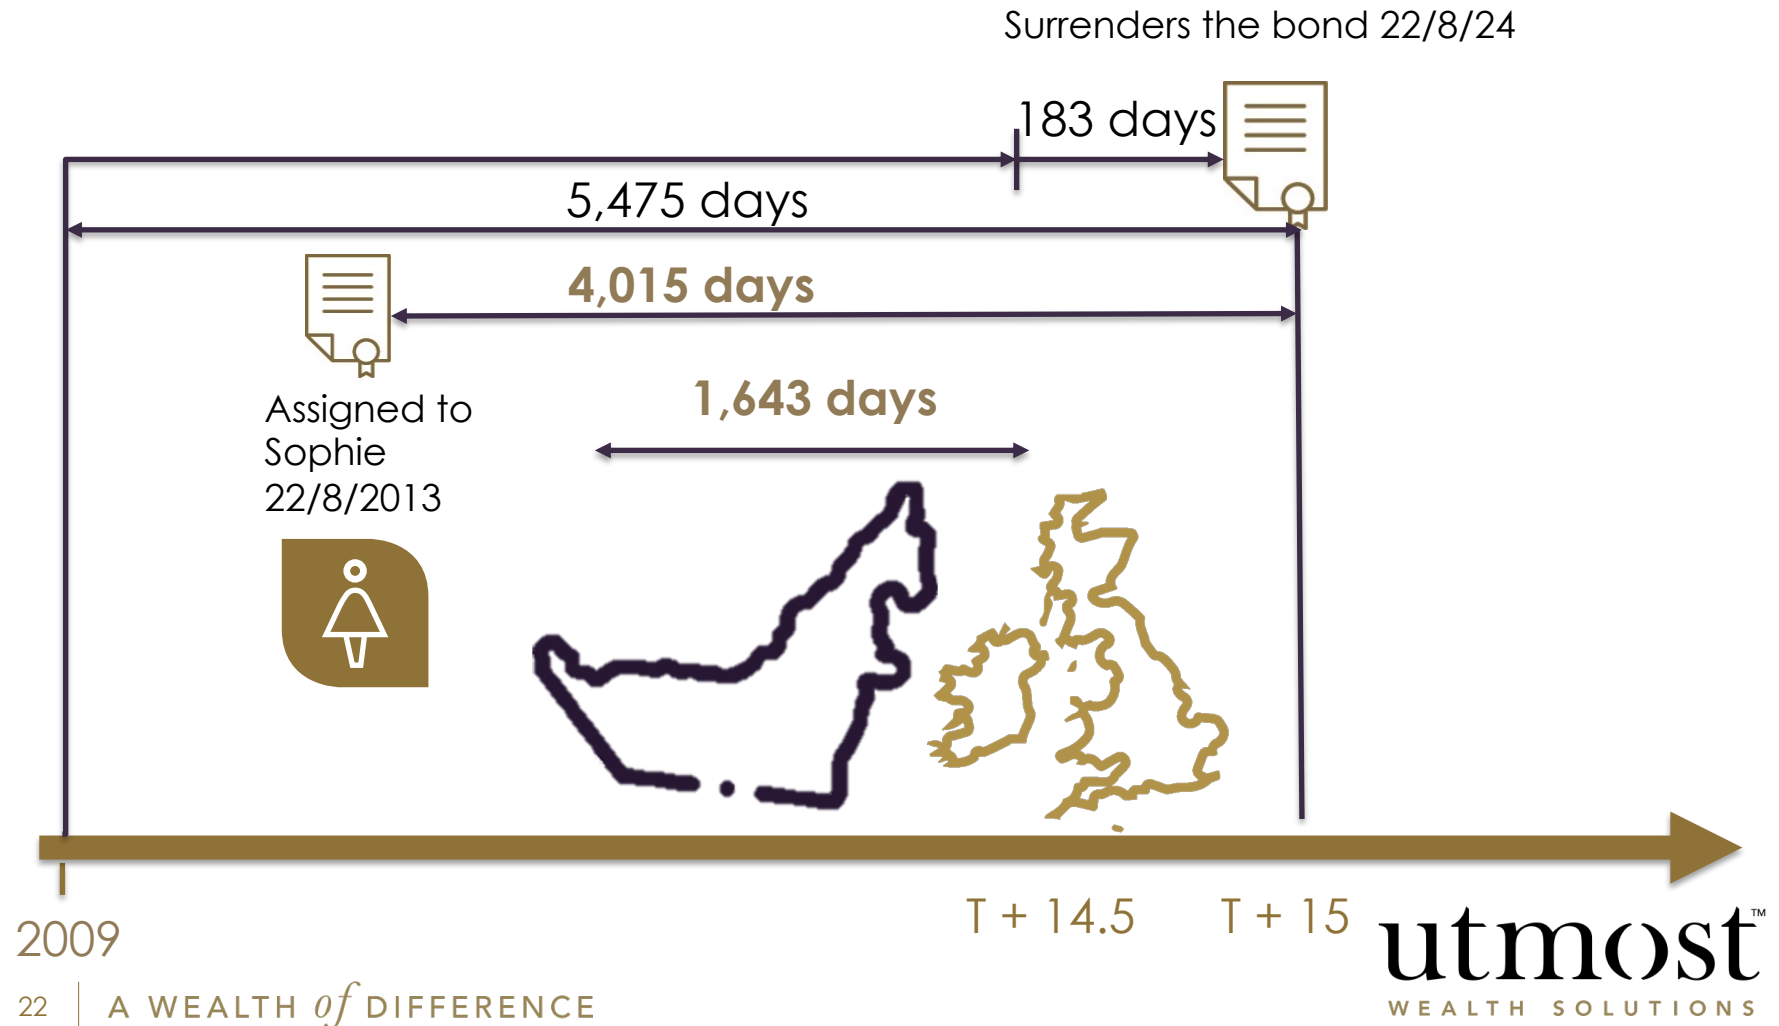 Surrenders the bond 22/8/24
183 days
5,475 days
4,015 days
1,643 days
Assigned to
Sophie
22/8/2013
T + 14.5
T + 15
2009
utmost™
WEALTH SOLUTIONS
22
A WEALTH of DIFFERENCE